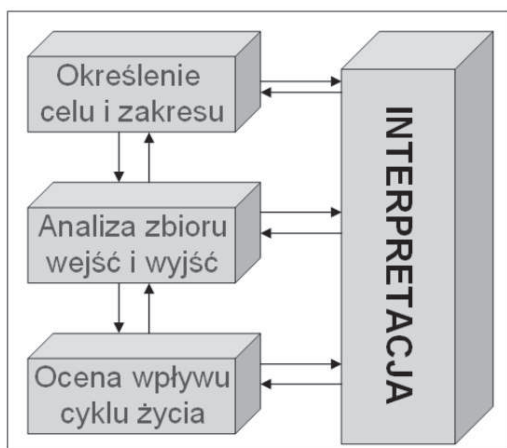 Określenie
celu i zakresu
Analiza zbioru
wejść i wyjść
Ocena wpływu
cyklu życia
INTERPRETACJA